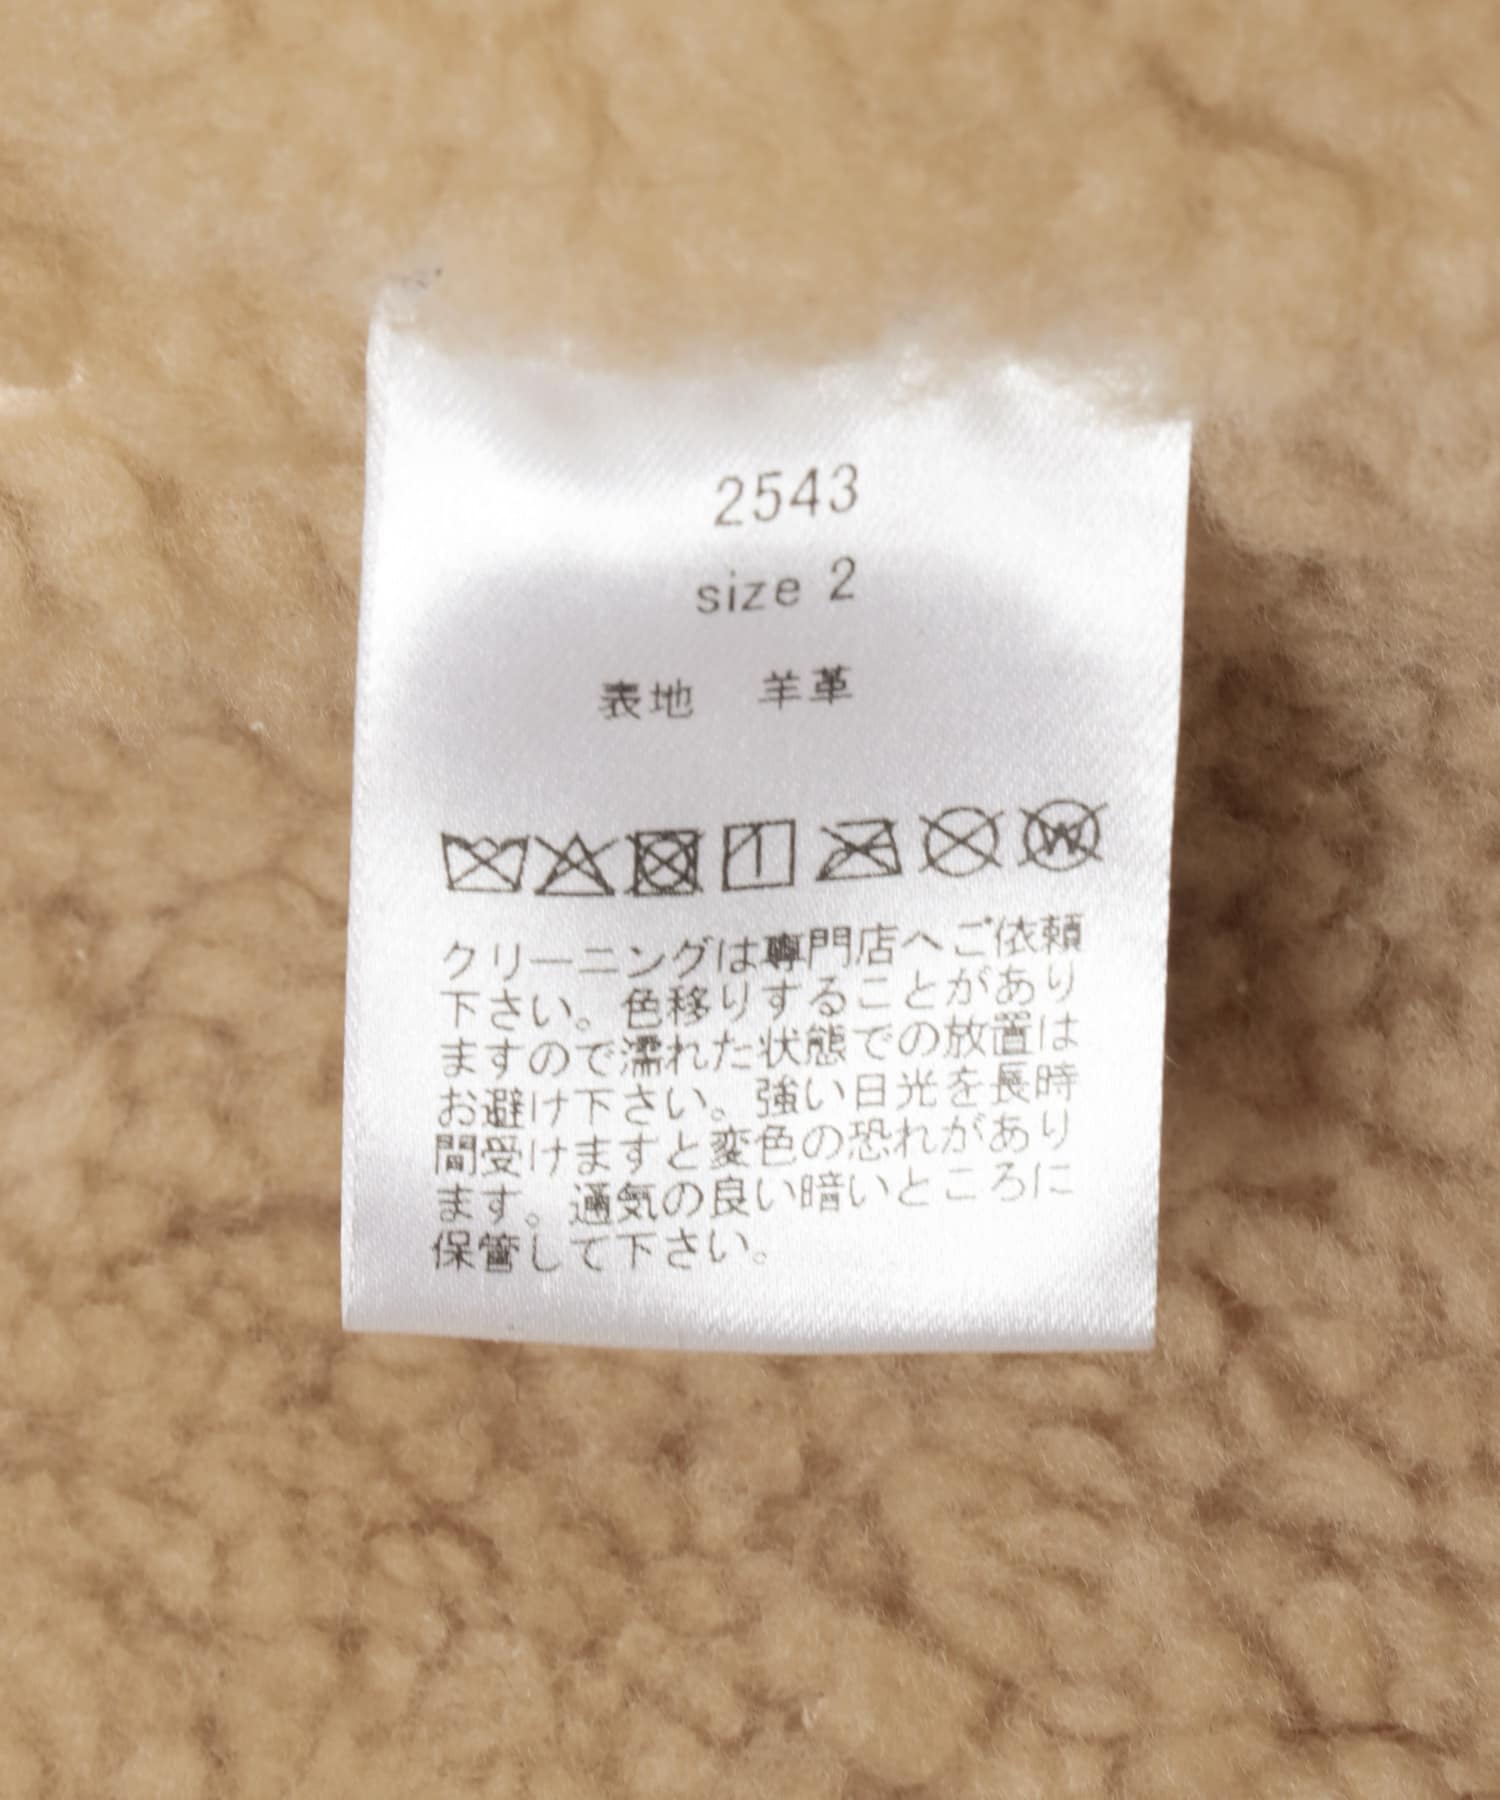 2543
size 2
表地　羊革
クリーニングは専門店へご依頼
下さい。色移りすることがあり
ますので濡れた状態での放置は
お避け下さい。強い日光を長時
間受けますと変色の恐れがあり
ます。通気の良い暗いところに
保管して下さい。